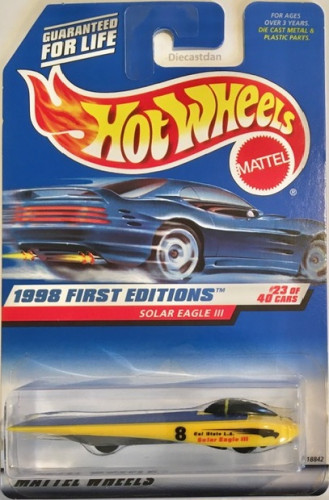 GUARANTEED
FOR LIFE
Diecastdan
FOR AGES
OVER 3 YEARS.
DIE CAST METAL &
PLASTIC PARTS.
Hot Wheels
MATTEL
®
1998 FIRST EDITIONS™
#23 OF
40 CARS
SOLAR EAGLE III
8 Cal State L.A.
Solar Eagle III
18842
MATTEL WHEELS